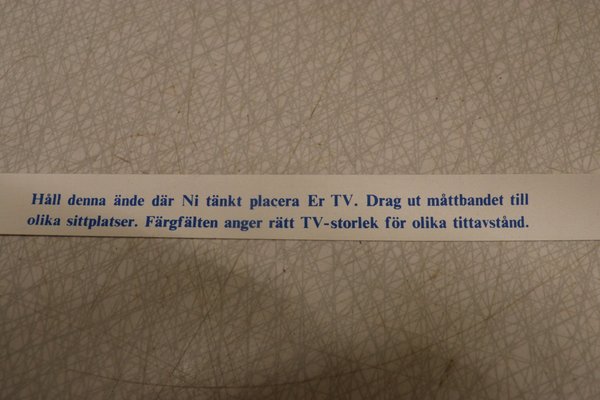 Håll denna ände där Ni tänkt placera Er TV. Drag ut måttbandet till
olika sittplatser. Färgfälten anger rätt TV-storlek för olika tittavstånd.